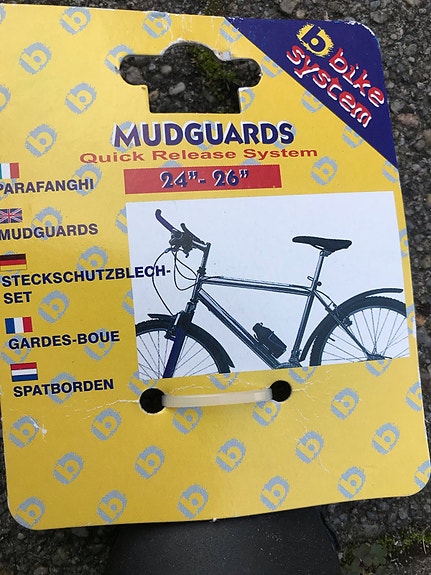 b bike
system
MUDGUARDS
Quick Release System
24"- 26"
PARAFANGHI
MUDGUARDS
STECKSCHUTZBLECH-
SET
GARDES-BOUE
SPATBORDEN